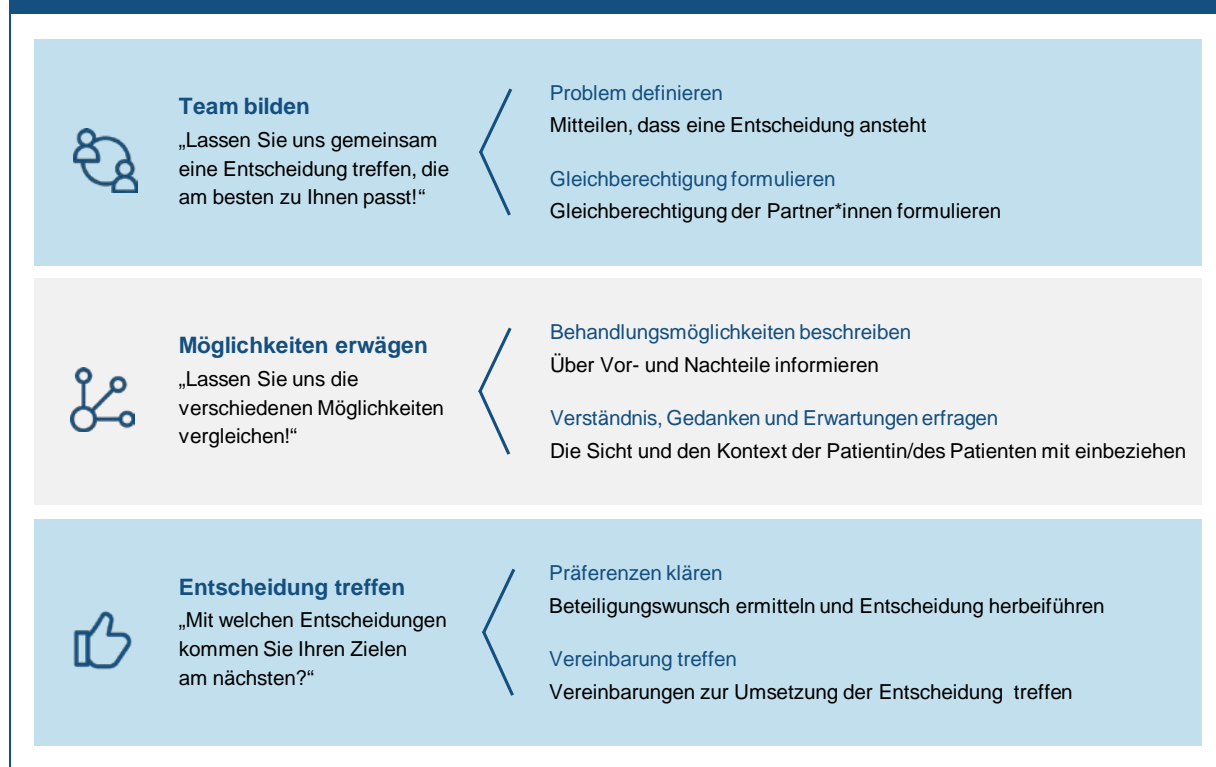 Team bilden
„Lassen Sie uns gemeinsam
eine Entscheidung treffen, die
am besten zu Ihnen passt!“
Problem definieren
Mitteilen, dass eine Entscheidung ansteht
Gleichberechtigung formulieren
Gleichberechtigung der Partner*innen formulieren
Möglichkeiten erwägen
„Lassen Sie uns die
verschiedenen Möglichkeiten
vergleichen!“
Behandlungsmöglichkeiten beschreiben
Über Vor- und Nachteile informieren
Verständnis, Gedanken und Erwartungen erfragen
Die Sicht und den Kontext der Patientin/des Patienten mit einbeziehen
Entscheidung treffen
„Mit welchen Entscheidungen
kommen Sie Ihren Zielen
am nächsten?“
Präferenzen klären
Beteiligungswunsch ermitteln und Entscheidung herbeiführen
Vereinbarung treffen
Vereinbarungen zur Umsetzung der Entscheidung treffen